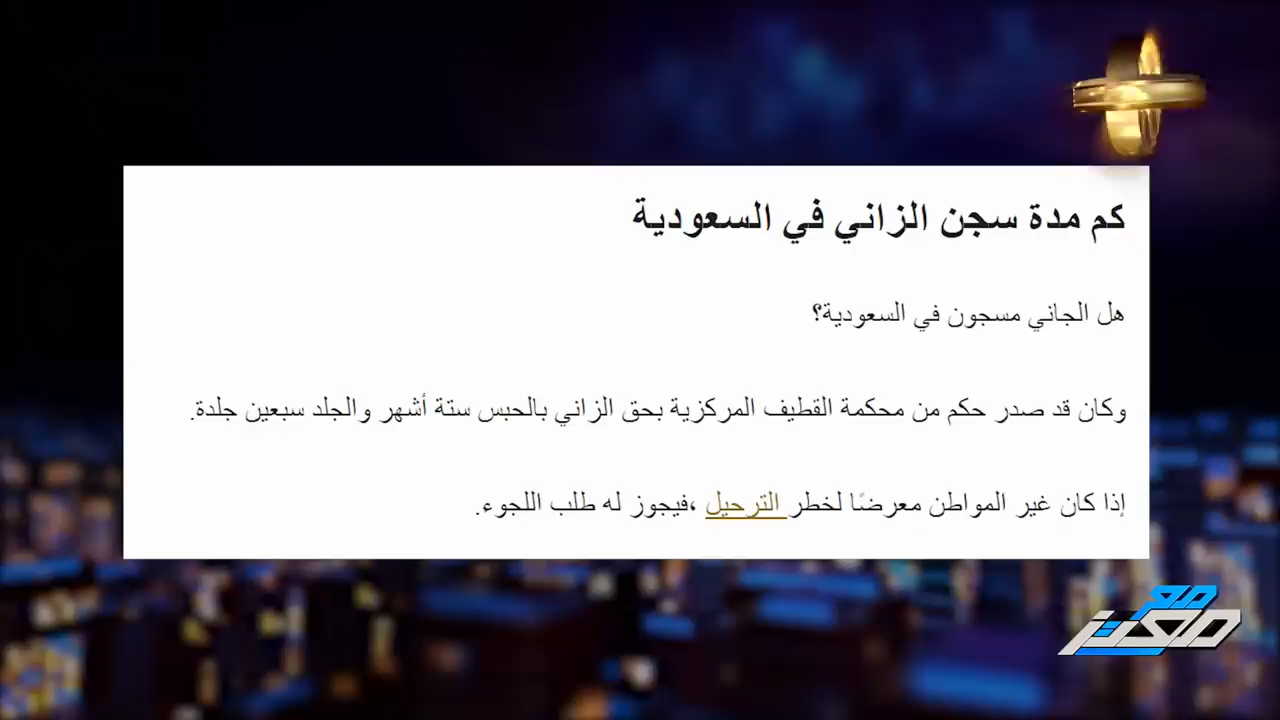 كم مدة سجن الزاني في السعودية
هل الجاني مسجون في السعودية؟
وكان قد صدر حكم من محكمة القطيف المركزية بحق الزاني بالحبس ستة أشهر والجلد سبعين جلدة.
إذا كان غير المواطن معرضًا لخطر الترحيل ،فيجوز له طلب اللجوء.
مع